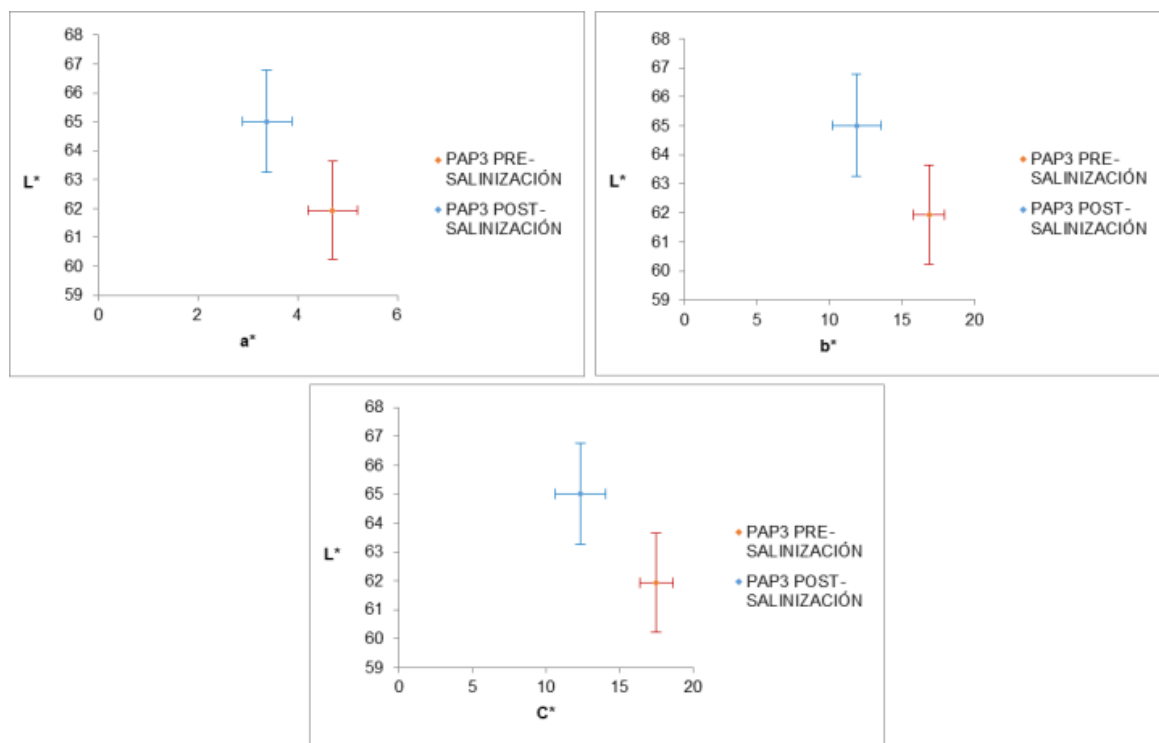 68
67
66
65
64
63
62
61
60
59
L*
0 2 4 6
a*
PAP3 PRE-
SALINIZACIÓN
PAP3 POST-
SALINIZACIÓN
68
67
66
65
64
63
62
61
60
59
L*
0 5 10 15 20
b*
PAP3 PRE-
SALINIZACIÓN
PAP3 POST-
SALINIZACIÓN
68
67
66
65
64
63
62
61
60
59
L*
0 5 10 15 20
C*
PAP3 PRE-
SALINIZACIÓN
PAP3 POST-
SALINIZACIÓN